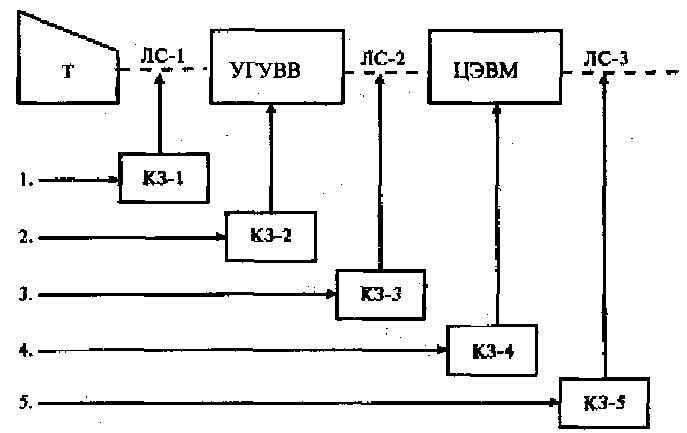 Т
ЛС-1
УГУВВ
ЛС-2
ЦЭВМ
ЛС-3
1.
КЗ-1
2.
КЗ-2
3.
КЗ-3
4.
КЗ-4
5.
КЗ-5